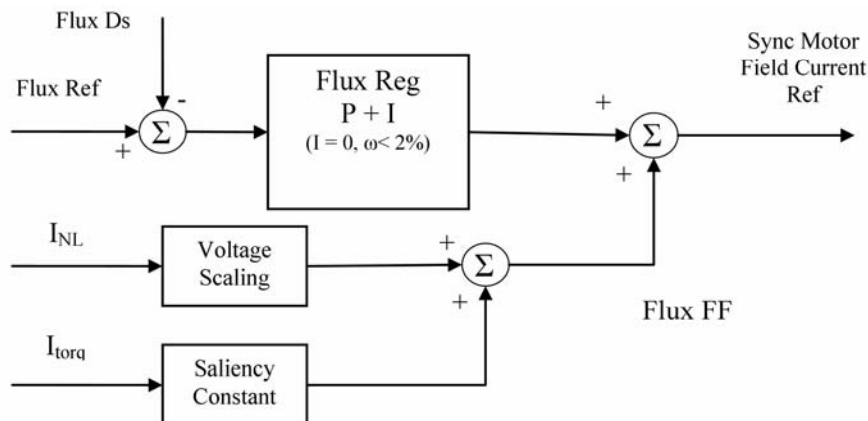 Flux Ds
Flux Ref
-
+
Σ
Flux Reg
P + I
(I = 0, ω< 2%)
+
+
Σ
Sync Motor
Field Current
Ref
I_NL
Voltage
Scaling
+
+
Σ
Flux FF
I_torq
Saliency
Constant